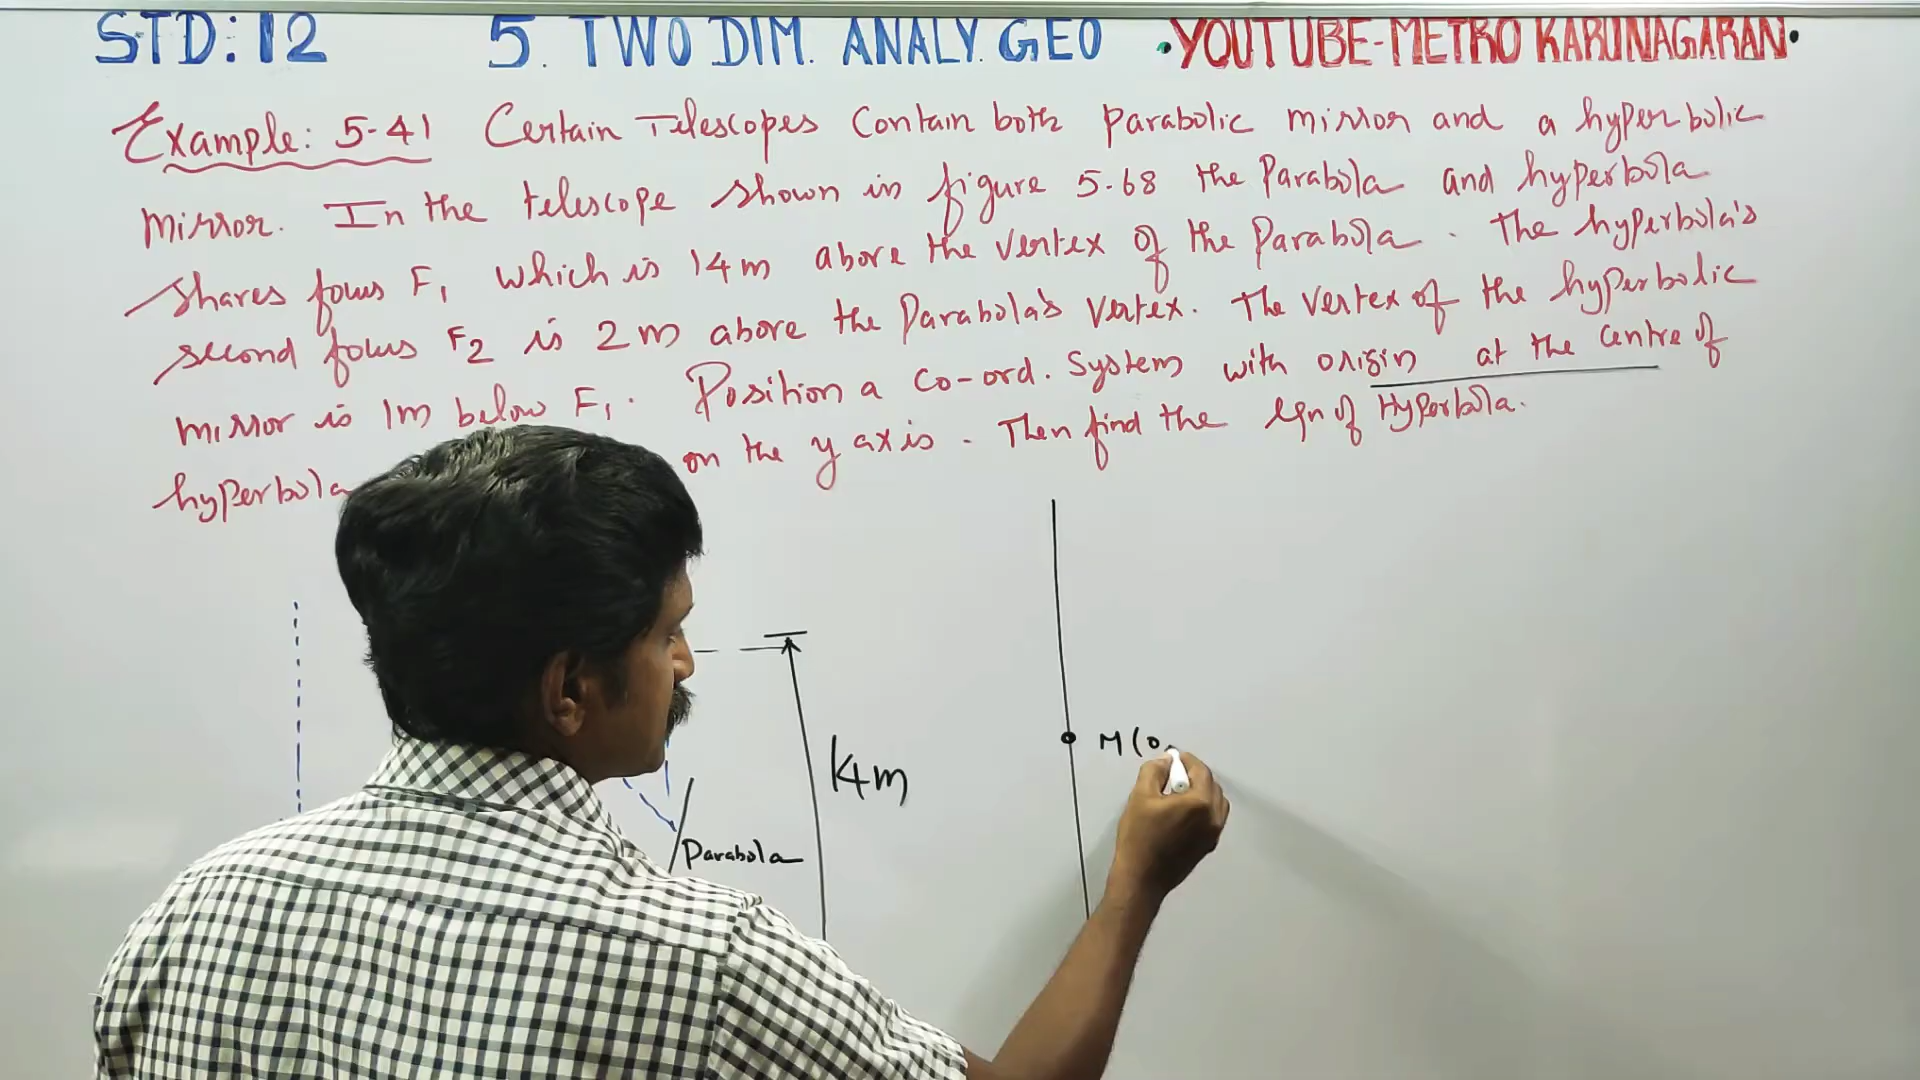 STD: 12 5. TWO DIM. ANALY. GEO •YOUTUBE-METRO KARUNAGARAN•
Example: 5-41 Certain Telescopes Contain both parabolic mirror and a hyperbolic
Mirror. In the telescope shown in figure 5.68 the Parabola and hyperbola
shares focus F1 which is 14m above the vertex of the Parabola. The hyperbola's
second focus F2 is 2m above the Parabola's vertex. The vertex of the hyperbolic
mirror is 1m below F1. Position a co-ord. System with origin at the centre of
hyperbola on the y axis. Then find the Eqn of Hyperbola.
14m
M(0,
Parabola